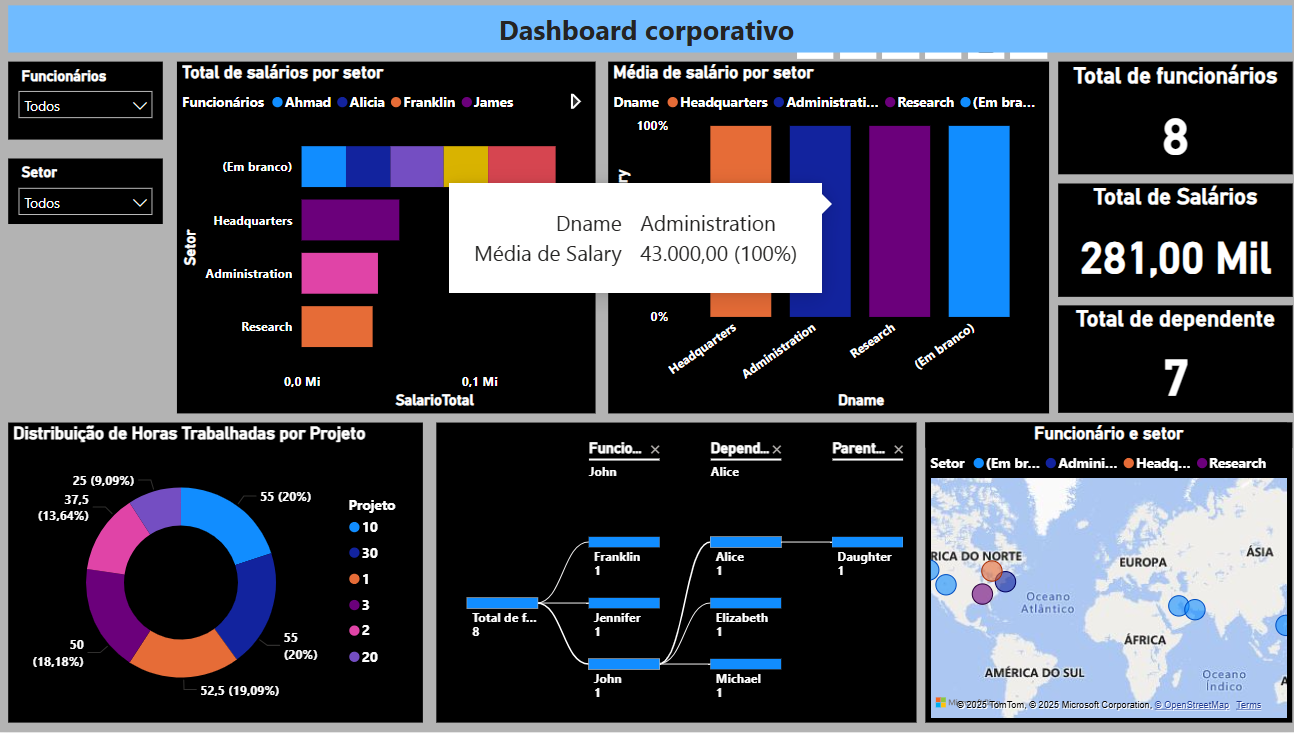 Dashboard corporativo
Funcionários
Todos
Setor
Todos
Total de salários por setor
Funcionários Ahmad Alicia Franklin James
(Em branco)
Headquarters
Administration
Research
Setor
0,0 Mi 0,1 Mi
SalarioTotal
Média de salário por setor
Dname Headquarters Administrati... Research (Em bra...
100%
0%
Headquarters
Administration
Research
(Em branco)
Dname
Dname Administration
Média de Salary 43.000,00 (100%)
Total de funcionários
8
Total de Salários
281,00 Mil
Total de dependente
7
Distribuição de Horas Trabalhadas por Projeto
25 (9,09%)
37,5
(13,64%)
50
(18,18%)
55 (20%)
55
(20%)
52,5 (19,09%)
Projeto
10
30
1
3
2
20
Funcio... Depend... Parent...
John Alice
Total de f...
8
Franklin
1
Jennifer
1
John
1
Alice
1
Elizabeth
1
Michael
1
Daughter
1
Funcionário e setor
Setor (Em br... Admini... Headq... Research
RICA DO NORTE
EUROPA
ÁSIA
Oceano
Atlântico
ÁFRICA
AMÉRICA DO SUL
Oceano
Índico
© 2025 TomTom, © 2025 Microsoft Corporation, © OpenStreetMap Terms